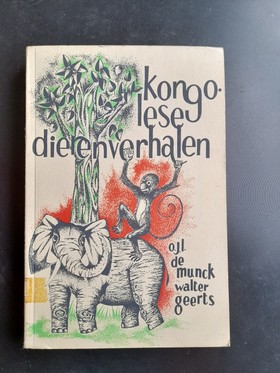 kongo-
lese
dierenverhalen
o.j.l.
de
munck
walter
geerts